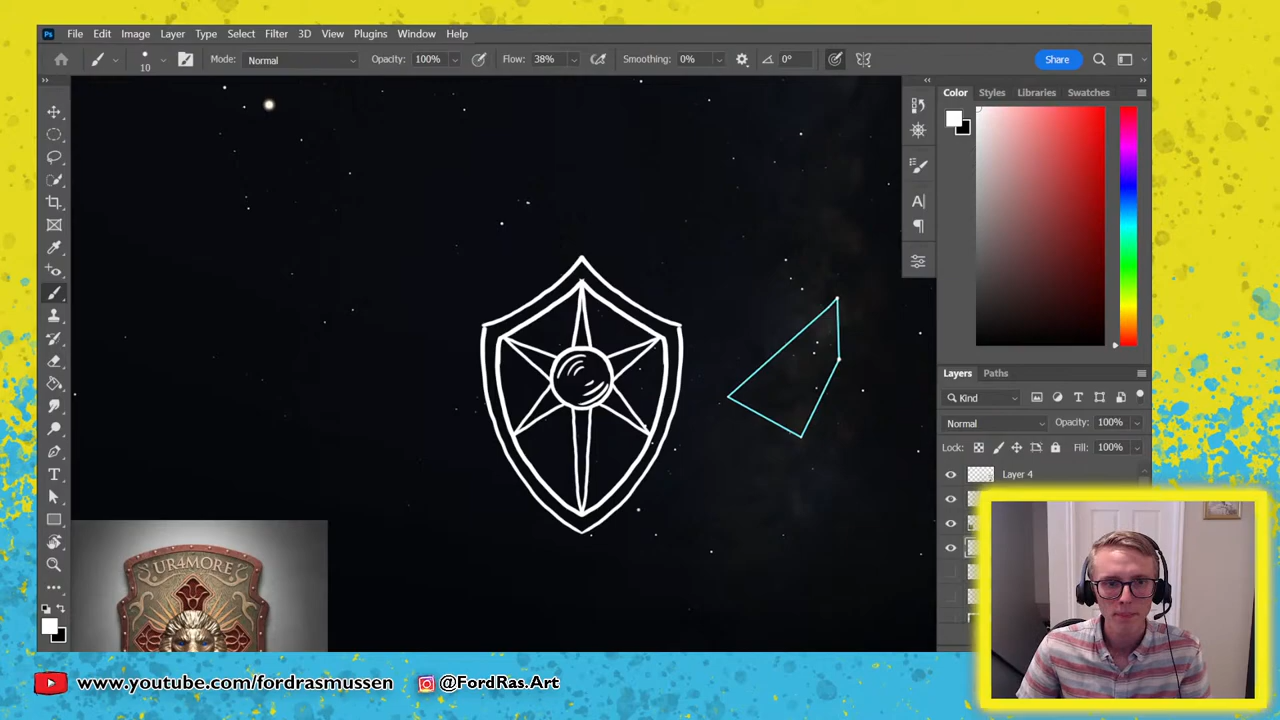 Ps File Edit Image Layer Type Select Filter 3D View Plugins Window Help
10 Mode: Normal Opacity: 100% Flow: 38% Smoothing: 0% 0° Share
Color Styles Libraries Swatches
Layers Paths
Kind
Normal Opacity: 100%
Lock: Fill: 100%
Layer 4
UR4MORE
www.youtube.com/fordrasmussen @FordRas.Art